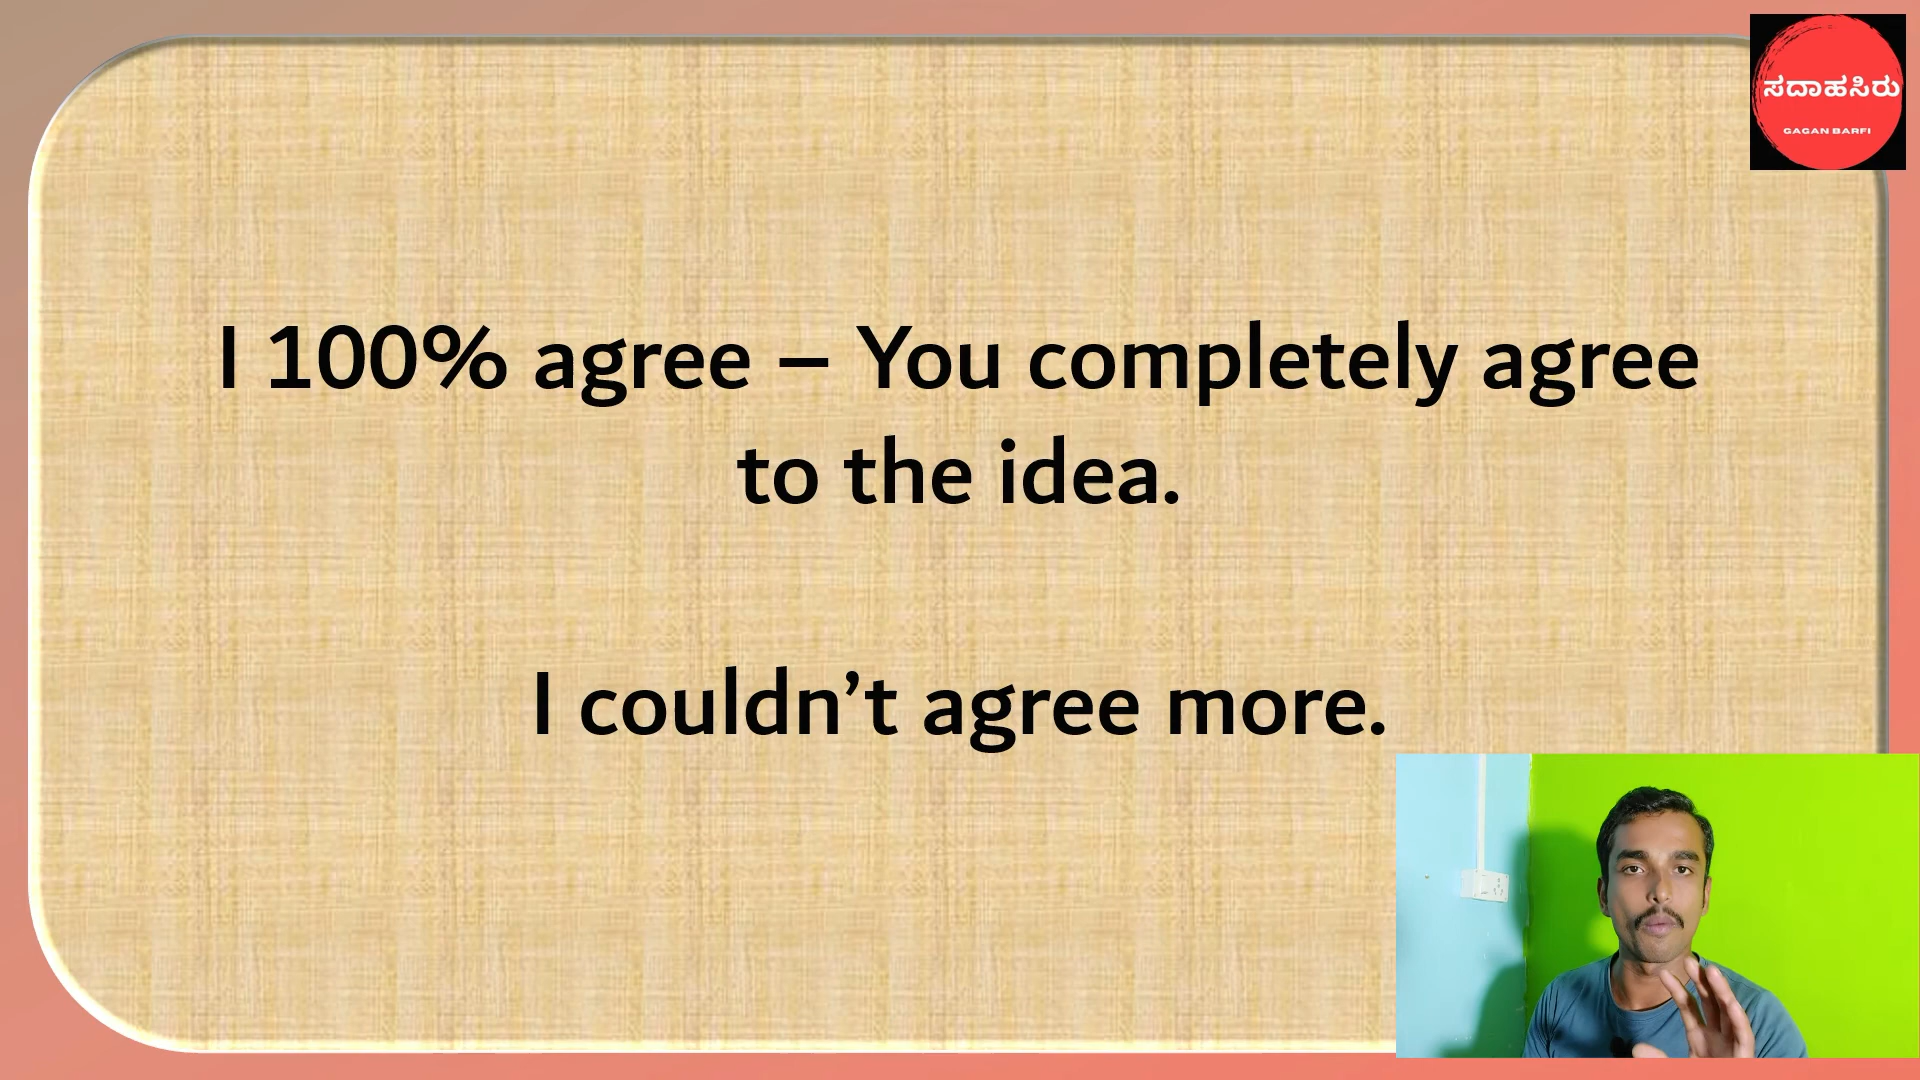 ಸದಾಹಸಿರು
GAGAN BARFI
I 100% agree – You completely agree
to the idea.
I couldn’t agree more.